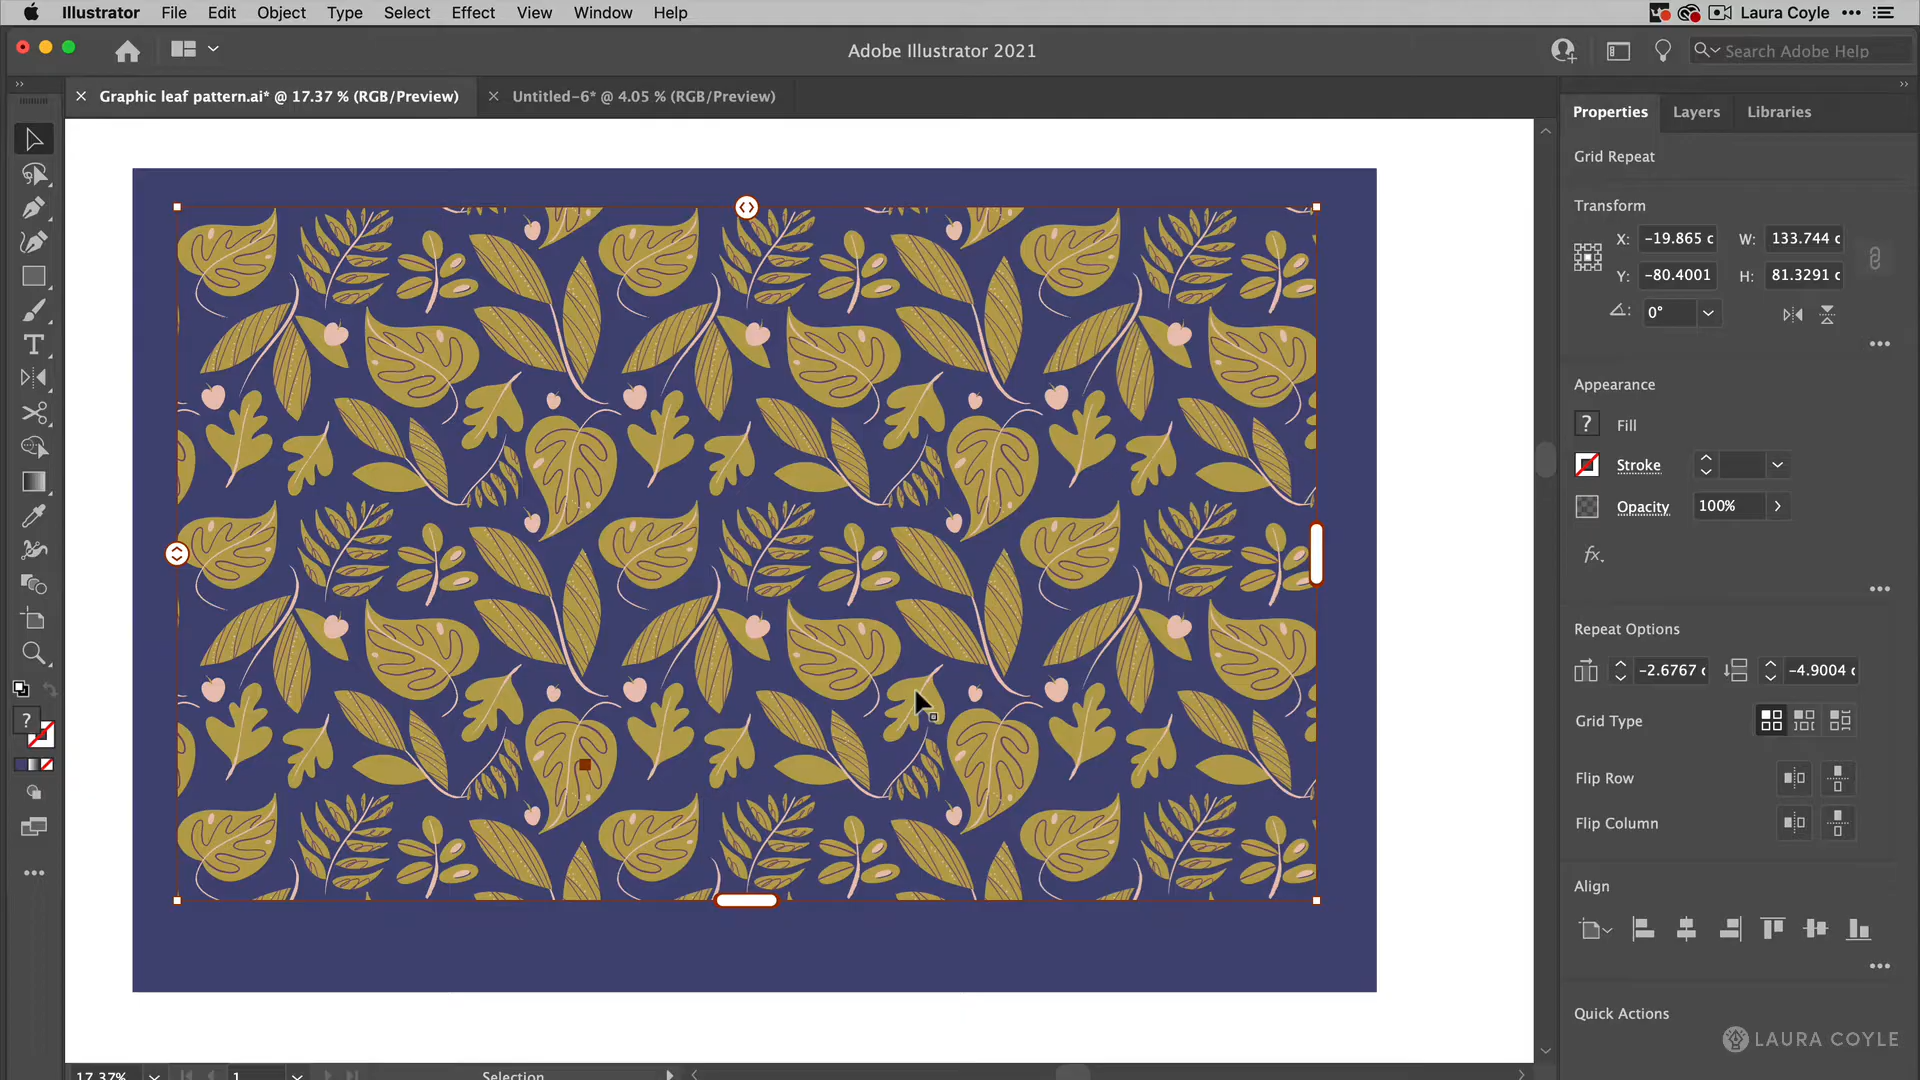 Illustrator File Edit Object Type Select Effect View Window Help Laura Coyle
Adobe Illustrator 2021
Search Adobe Help
Graphic leaf pattern.ai* @ 17.37 % (RGB/Preview)
Untitled-6* @ 4.05 % (RGB/Preview)
Properties Layers Libraries
Grid Repeat
Transform
X: -19.865 c W: 133.744 c
Y: -80.4001 H: 81.3291 c
0°
Appearance
? Fill
Stroke
Opacity 100%
fx.
Repeat Options
-2.6767 -4.9004
Grid Type
Flip Row
Flip Column
Align
Quick Actions
LAURA COYLE
?
17.37% 1 Selection